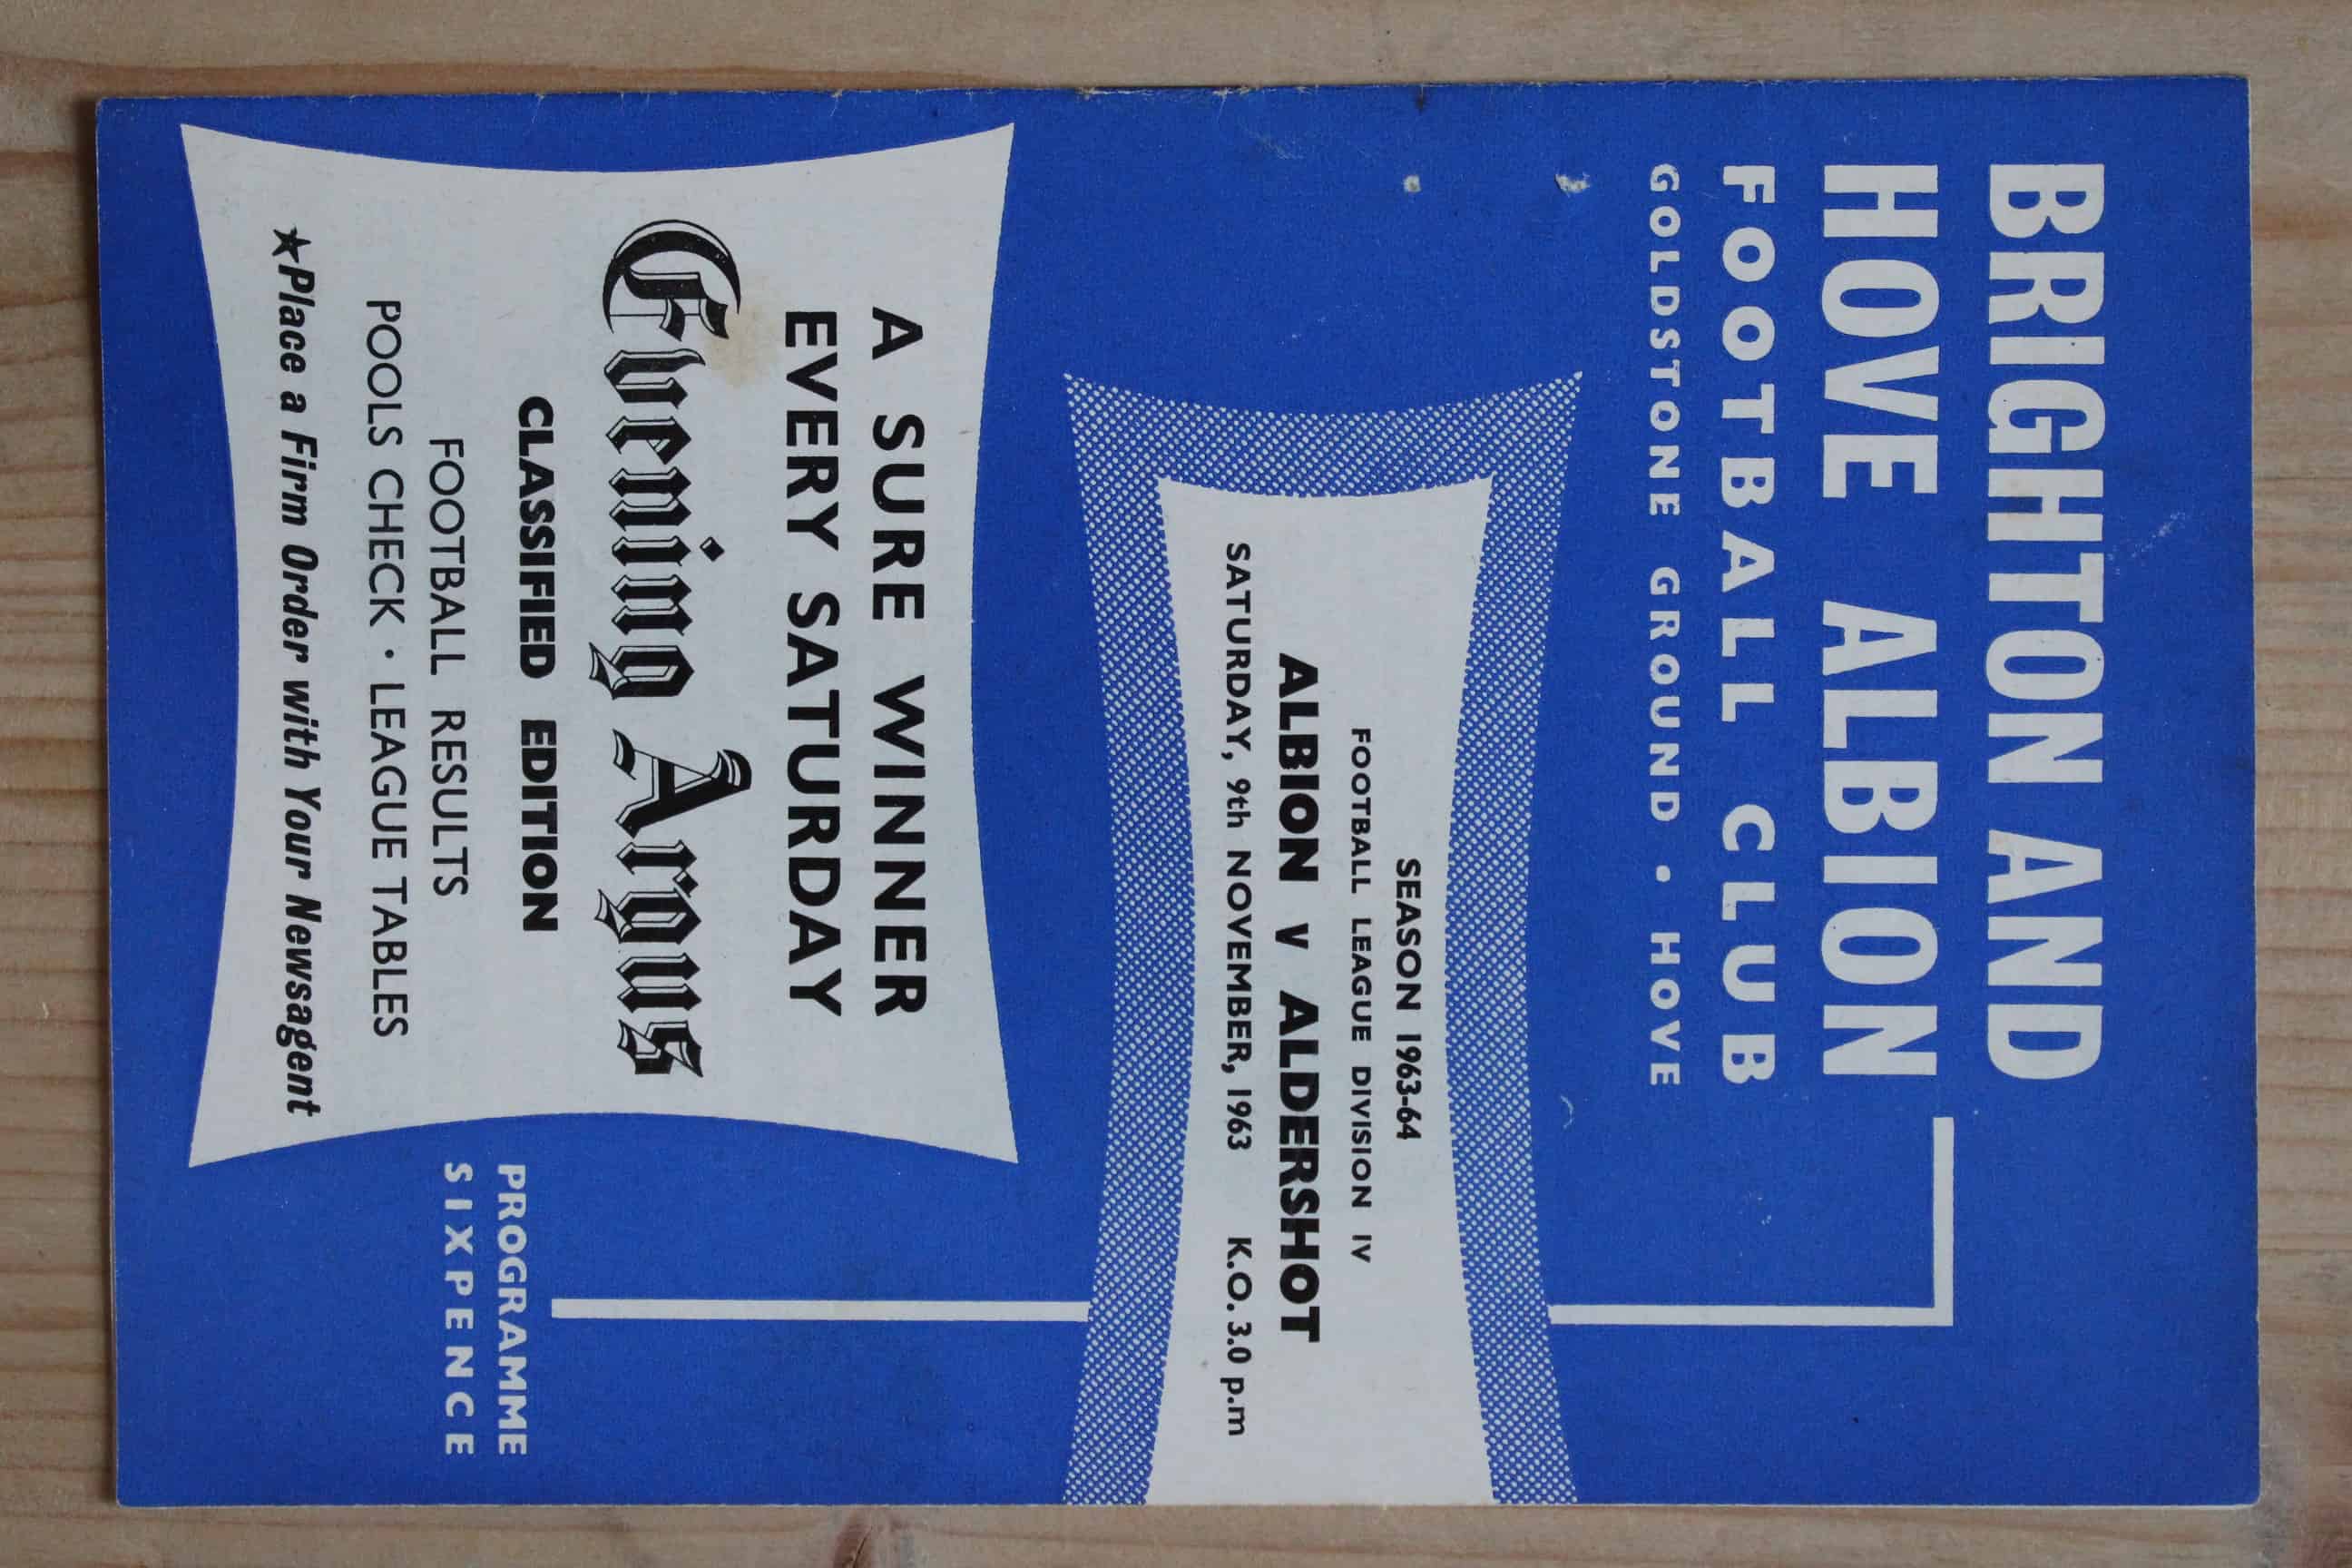 BRIGHTON AND
HOVE ALBION
FOOTBALL CLUB
GOLDSTONE GROUND • HOVE
SEASON 1963-64
FOOTBALL LEAGUE DIVISION IV
ALBION v ALDERSHOT
SATURDAY, 9th NOVEMBER, 1963 K.O. 3.0 p.m
A SURE WINNER
EVERY SATURDAY
Evening Argus
CLASSIFIED EDITION
FOOTBALL RESULTS
POOLS CHECK · LEAGUE TABLES
★Place a Firm Order with Your Newsagent
PROGRAMME
SIXPENCE